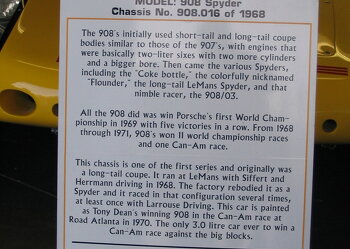 MODEL: 908 Spyder
Chassis No. 908.016 of 1968
The 908's initially used short-tail and long-tail coupe
bodies similar to those of the 907's, with engines that
were basically two-liter sixes with two more cylinders
and a bigger bore. Then came the various Spyders,
including the "Coke bottle," the colorfully nicknamed
"Flounder," the long-tail LeMans Spyder, and that
nimble racer, the 908/03.
All the 908 did was win Porsche's first World Cham-
pionship in 1969 with five victories in a row. From 1968
through 1971, 908's won 11 world championship races
and one Can-Am race.
This chassis is one of the first series and originally was
a long-tail coupe. It ran at LeMans with Siffert and
Herrmann driving in 1968. The factory rebodied it as a
Spyder and it raced in that configuration several times,
at least once with Larrouse Driving. This car is painted
as Tony Dean's winning 908 in the Can-Am race at
Road Atlanta in 1970. The only 3.0 litre car ever to win a
Can-Am race against the big blocks.